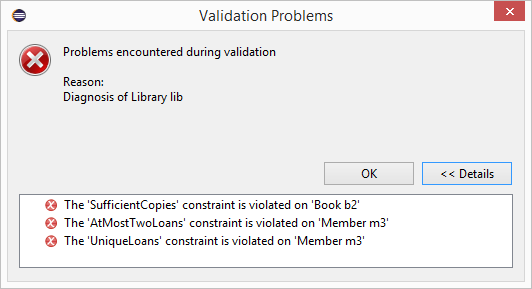 Validation Problems
Problems encountered during validation
Reason:
Diagnosis of Library lib
OK
<< Details
The 'SufficientCopies' constraint is violated on 'Book b2'
The 'AtMostTwoLoans' constraint is violated on 'Member m3'
The 'UniqueLoans' constraint is violated on 'Member m3'